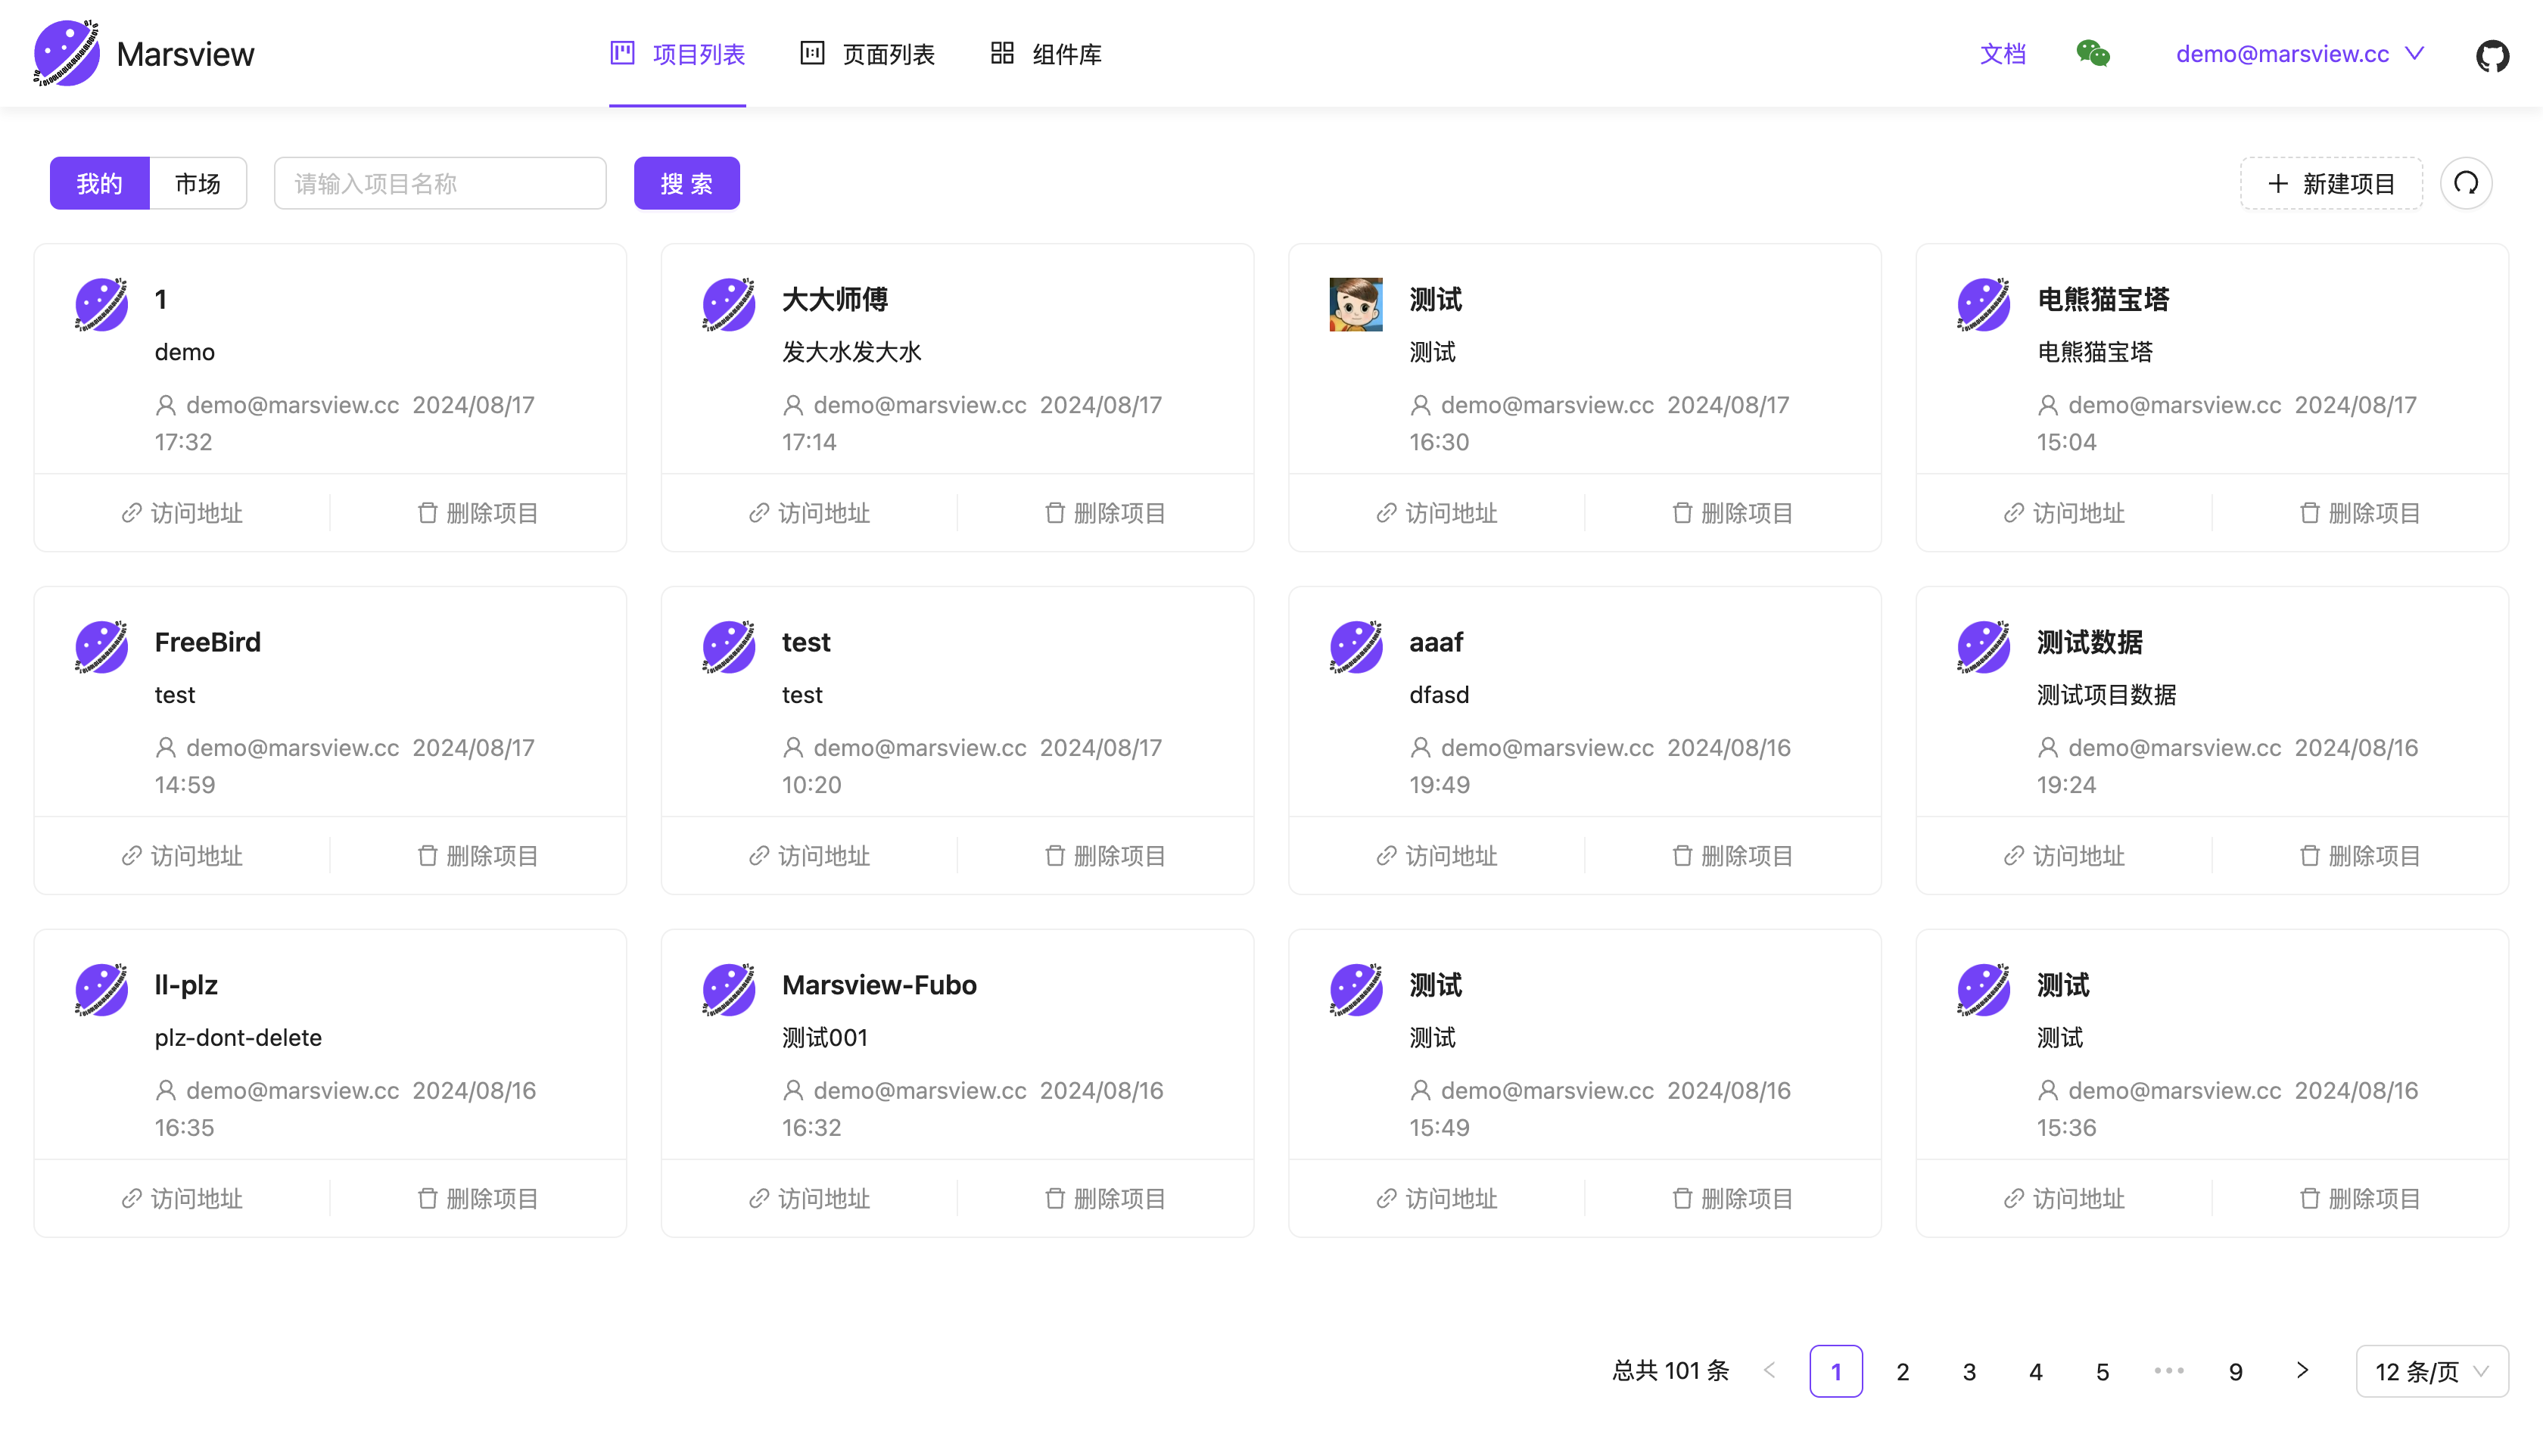 Marsview
项目列表 页面列表 组件库
文档 demo@marsview.cc
我的 市场 请输入项目名称 搜 索 新建项目
1
demo
demo@marsview.cc 2024/08/17
17:32
访问地址 删除项目
大大师傅
发大水发大水
demo@marsview.cc 2024/08/17
17:14
访问地址 删除项目
测试
测试
demo@marsview.cc 2024/08/17
16:30
访问地址 删除项目
电熊猫宝塔
电熊猫宝塔
demo@marsview.cc 2024/08/17
15:04
访问地址 删除项目
FreeBird
test
demo@marsview.cc 2024/08/17
14:59
访问地址 删除项目
test
test
demo@marsview.cc 2024/08/17
10:20
访问地址 删除项目
aaaf
dfasd
demo@marsview.cc 2024/08/16
19:49
访问地址 删除项目
测试数据
测试项目数据
demo@marsview.cc 2024/08/16
19:24
访问地址 删除项目
ll-plz
plz-dont-delete
demo@marsview.cc 2024/08/16
16:35
访问地址 删除项目
Marsview-Fubo
测试001
demo@marsview.cc 2024/08/16
16:32
访问地址 删除项目
测试
测试
demo@marsview.cc 2024/08/16
15:49
访问地址 删除项目
测试
测试
demo@marsview.cc 2024/08/16
15:36
访问地址 删除项目
总共 101 条 1 2 3 4 5 ••• 9 12 条/页